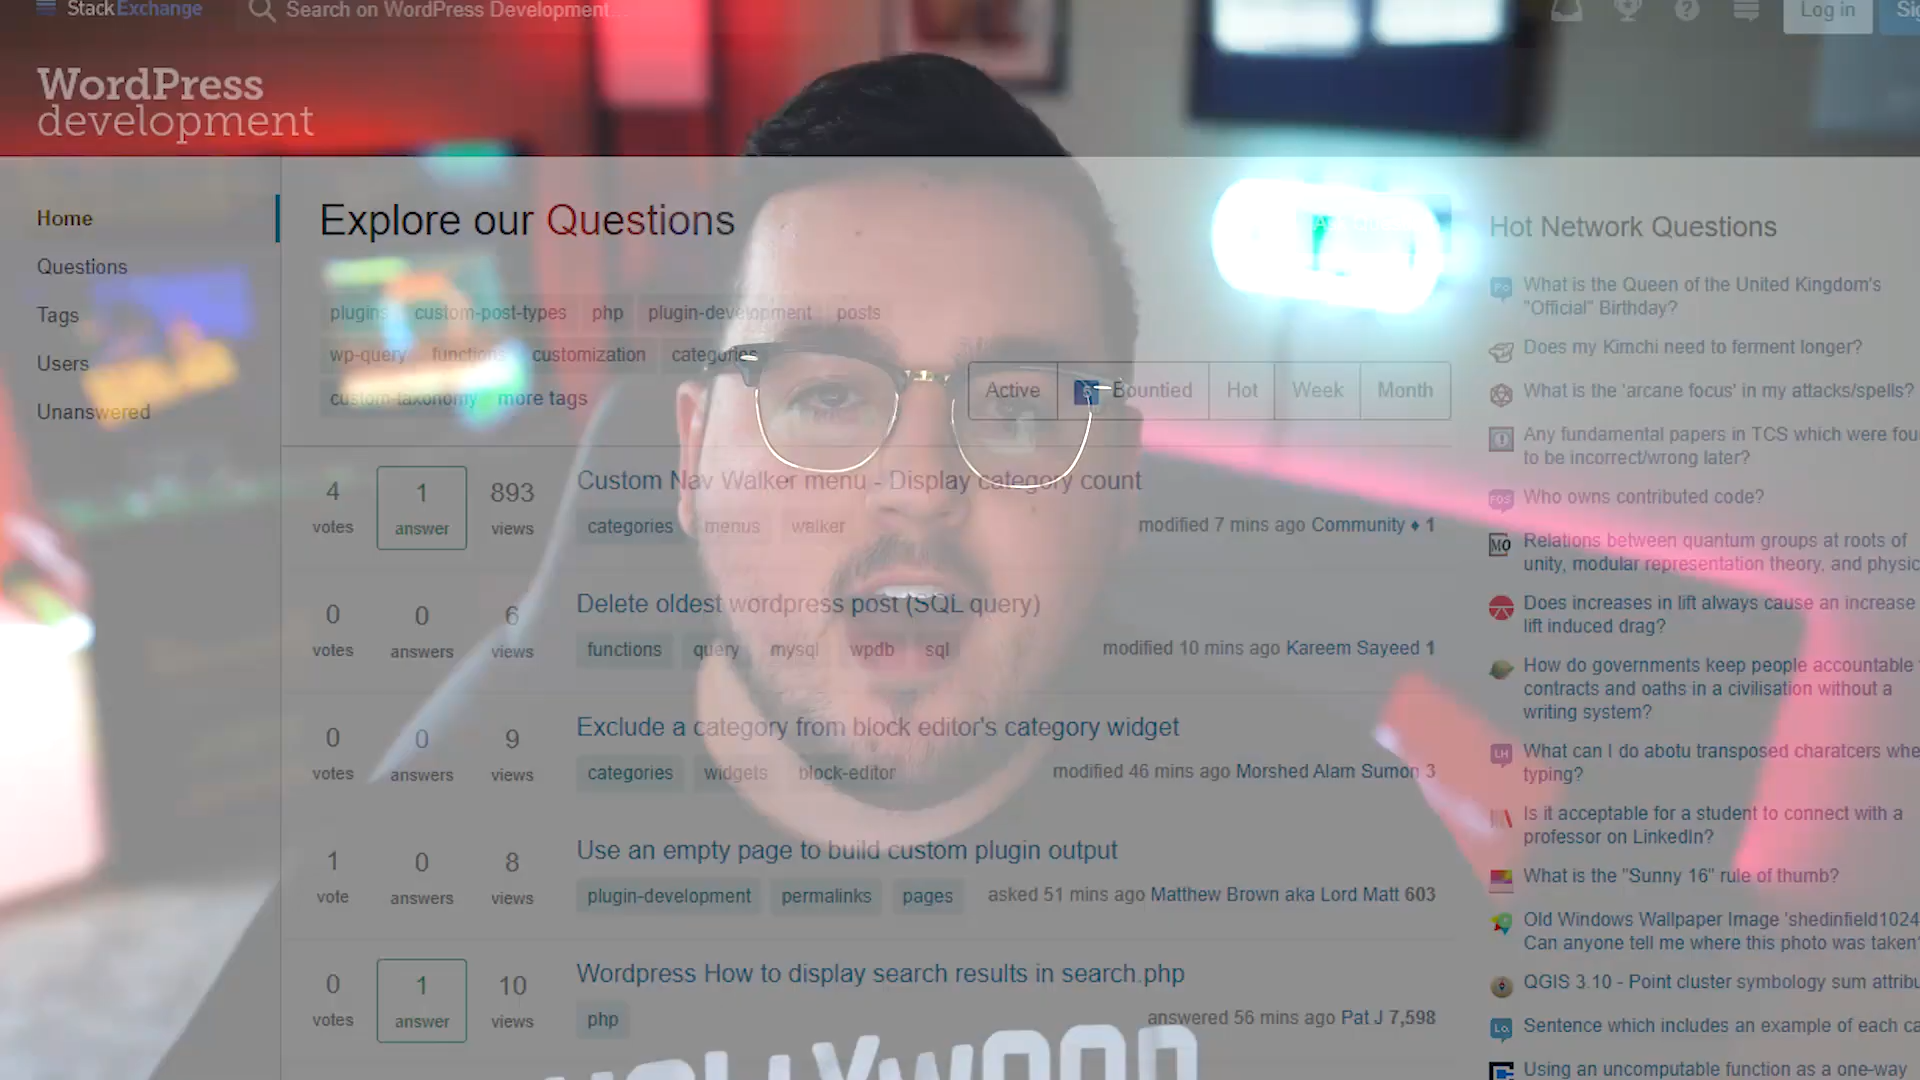 StackExchange
Search on WordPress Development...
Log in
WordPress
development
Home
Questions
Tags
Users
Unanswered
Explore our Questions
plugins custom-post-types php plugin-development posts
wp-query functions customization categories
custom-taxonomy more tags
Active Bountied Hot Week Month
4 votes 1 answer 893 views
Custom Nav Walker menu - Display category count
categories menus walker
modified 7 mins ago Community ♦ 1
0 votes 0 answers 6 views
Delete oldest wordpress post (SQL query)
functions query mysql wpdb sql
modified 10 mins ago Kareem Sayeed 1
0 votes 0 answers 9 views
Exclude a category from block editor's category widget
categories widgets block-editor
modified 46 mins ago Morshed Alam Sumon 3
1 vote 0 answers 8 views
Use an empty page to build custom plugin output
plugin-development permalinks pages
asked 51 mins ago Matthew Brown aka Lord Matt 603
0 votes 1 answer 10 views
Wordpress How to display search results in search.php
php
answered 56 mins ago Pat J 7,598
HOLLYWOOD
Hot Network Questions
What is the Queen of the United Kingdom's
"Official" Birthday?
Does my Kimchi need to ferment longer?
What is the 'arcane focus' in my attacks/spells?
Any fundamental papers in TCS which were fou
to be incorrect/wrong later?
Who owns contributed code?
Relations between quantum groups at roots of
unity, modular representation theory, and physic
Does increases in lift always cause an increase
lift induced drag?
How do governments keep people accountable
contracts and oaths in a civilisation without a
writing system?
What can I do abotu transposed charatcers whe
typing?
Is it acceptable for a student to connect with a
professor on LinkedIn?
What is the "Sunny 16" rule of thumb?
Old Windows Wallpaper Image 'shedinfield1024
Can anyone tell me where this photo was taken'
QGIS 3.10 - Point cluster symbology sum attribu
Sentence which includes an example of each ca
Using an uncomputable function as a one-way